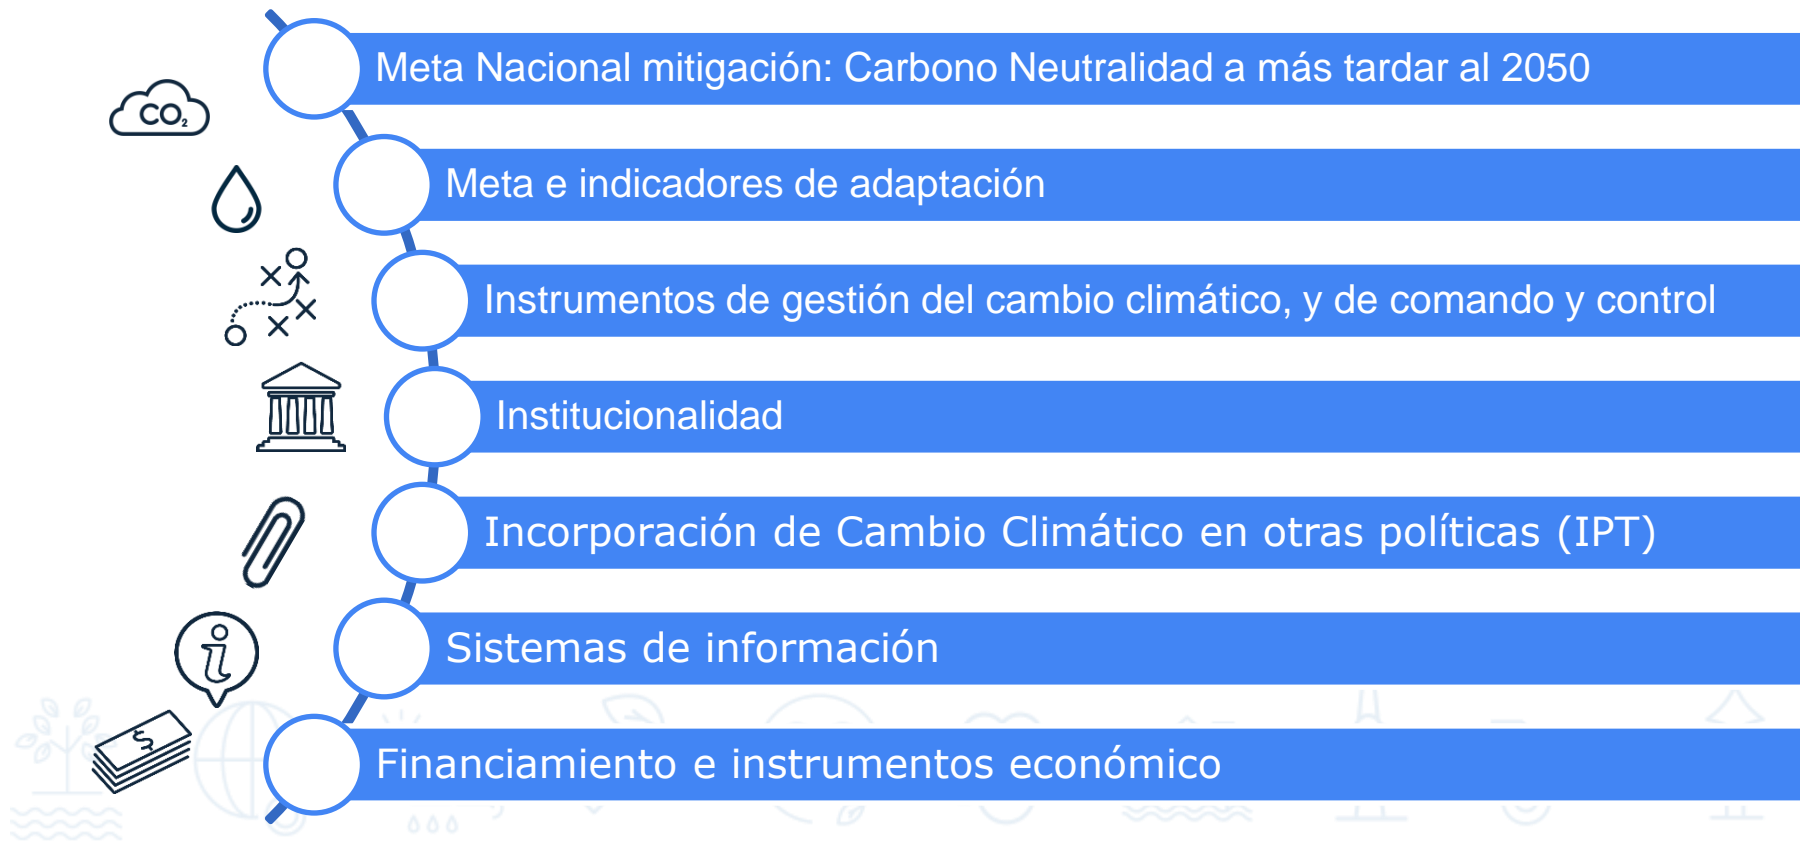 Meta Nacional mitigación: Carbono Neutralidad a más tardar al 2050
CO₂
Meta e indicadores de adaptación
Instrumentos de gestión del cambio climático, y de comando y control
Institucionalidad
Incorporación de Cambio Climático en otras políticas (IPT)
Sistemas de información
i
$
Financiamiento e instrumentos económico